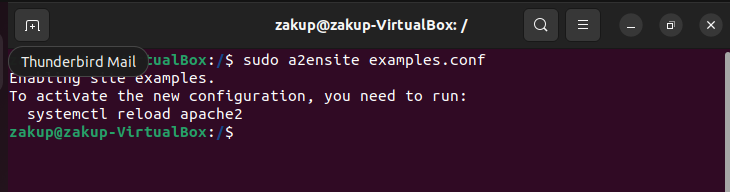 zakup@zakup-VirtualBox: /
Thunderbird Mail
tualBox:/$ sudo a2ensite examples.conf
Enabling site examples.
To activate the new configuration, you need to run:
  systemctl reload apache2
zakup@zakup-VirtualBox:/$